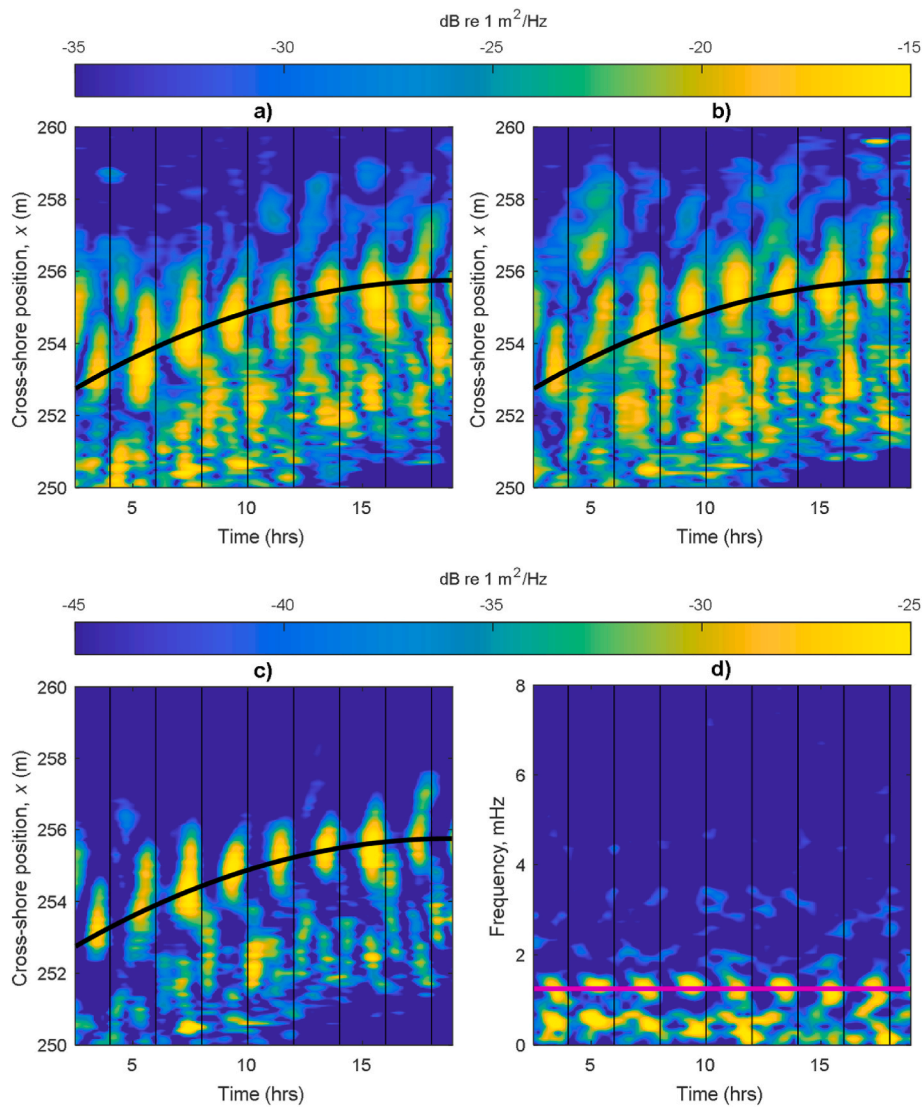 dB re 1 m²/Hz
-35 -30 -25 -20 -15
a) b)
260
258
256
254
252
250
Cross-shore position, x (m)
5 10 15
Time (hrs)
260
258
256
254
252
250
Cross-shore position, x (m)
5 10 15
Time (hrs)
dB re 1 m²/Hz
-45 -40 -35 -30 -25
c) d)
260
258
256
254
252
250
Cross-shore position, x (m)
5 10 15
Time (hrs)
8
6
4
2
0
Frequency, mHz
5 10 15
Time (hrs)